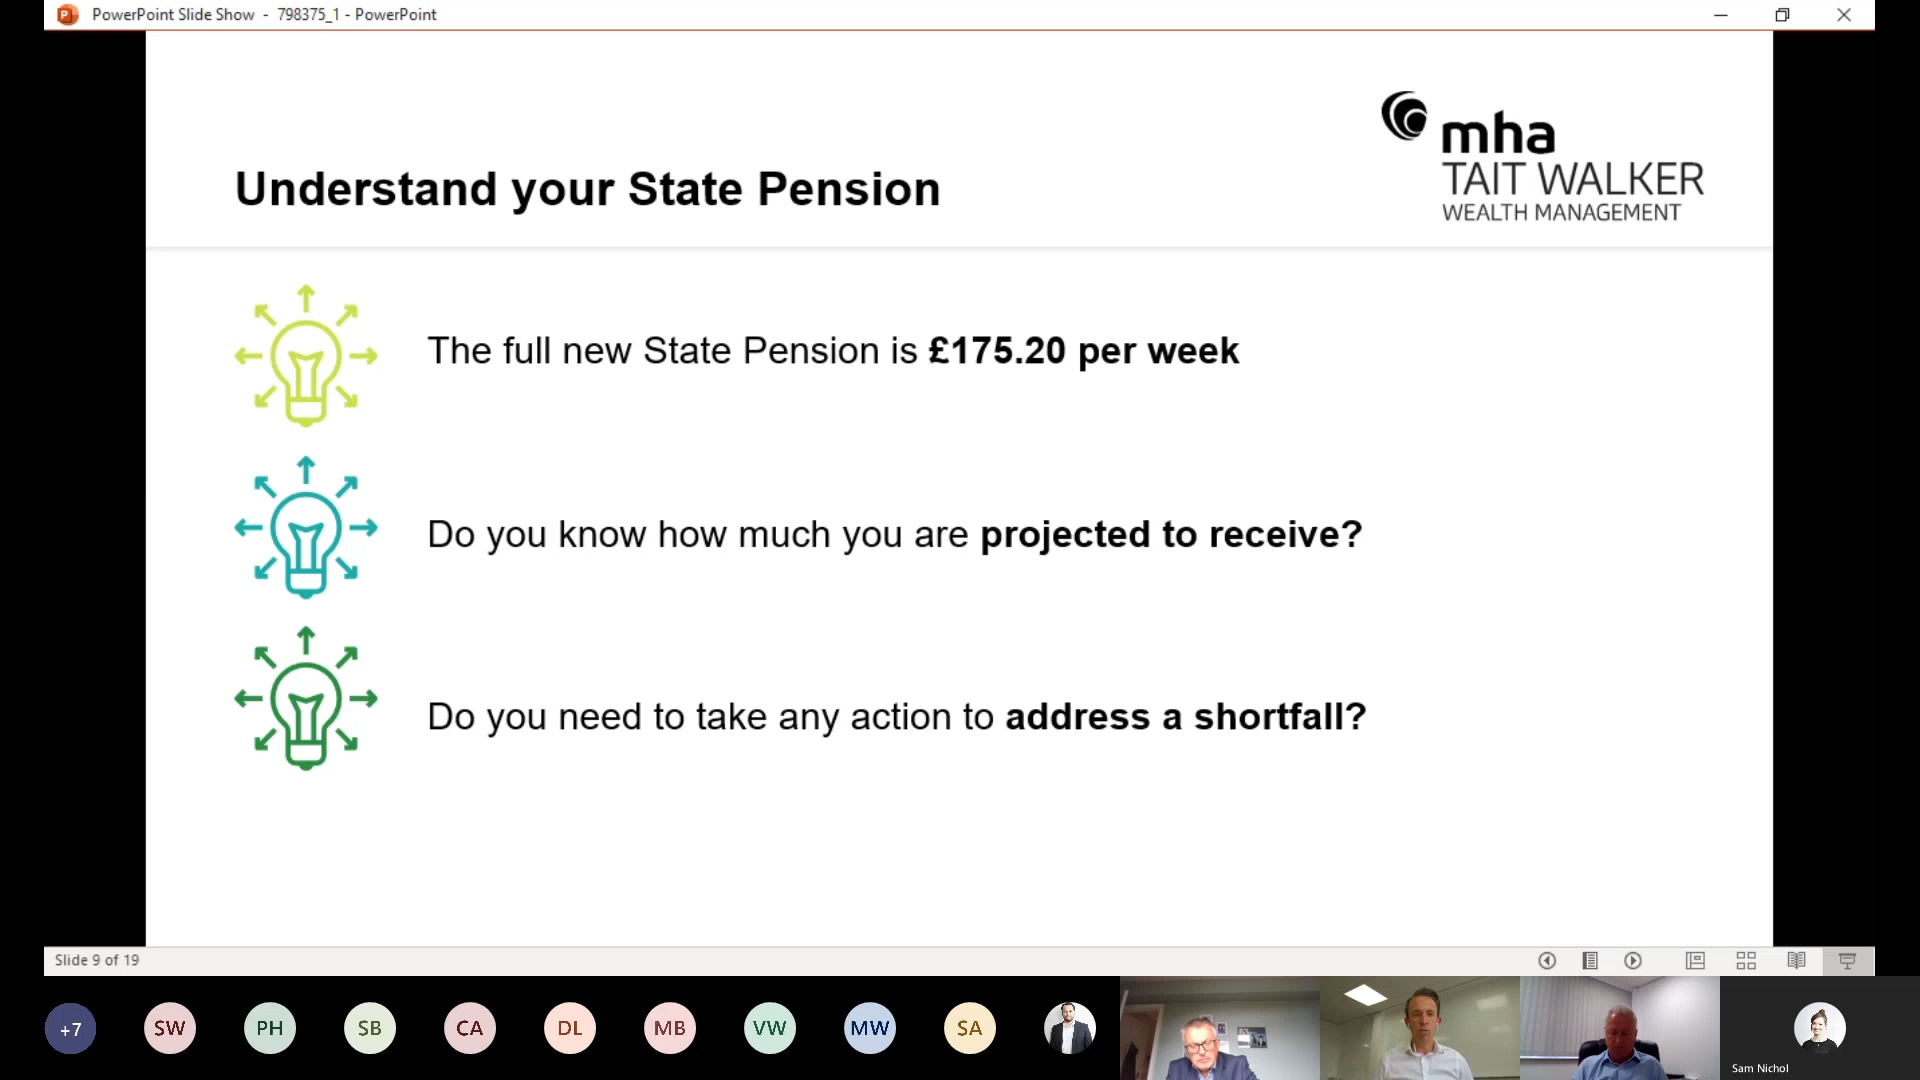 PowerPoint Slide Show - 798375_1 - PowerPoint
mha
TAIT WALKER
WEALTH MANAGEMENT
Understand your State Pension
The full new State Pension is £175.20 per week
Do you know how much you are projected to receive?
Do you need to take any action to address a shortfall?
Slide 9 of 19
+7
SW
PH
SB
CA
DL
MB
VW
MW
SA
Sam Nichol